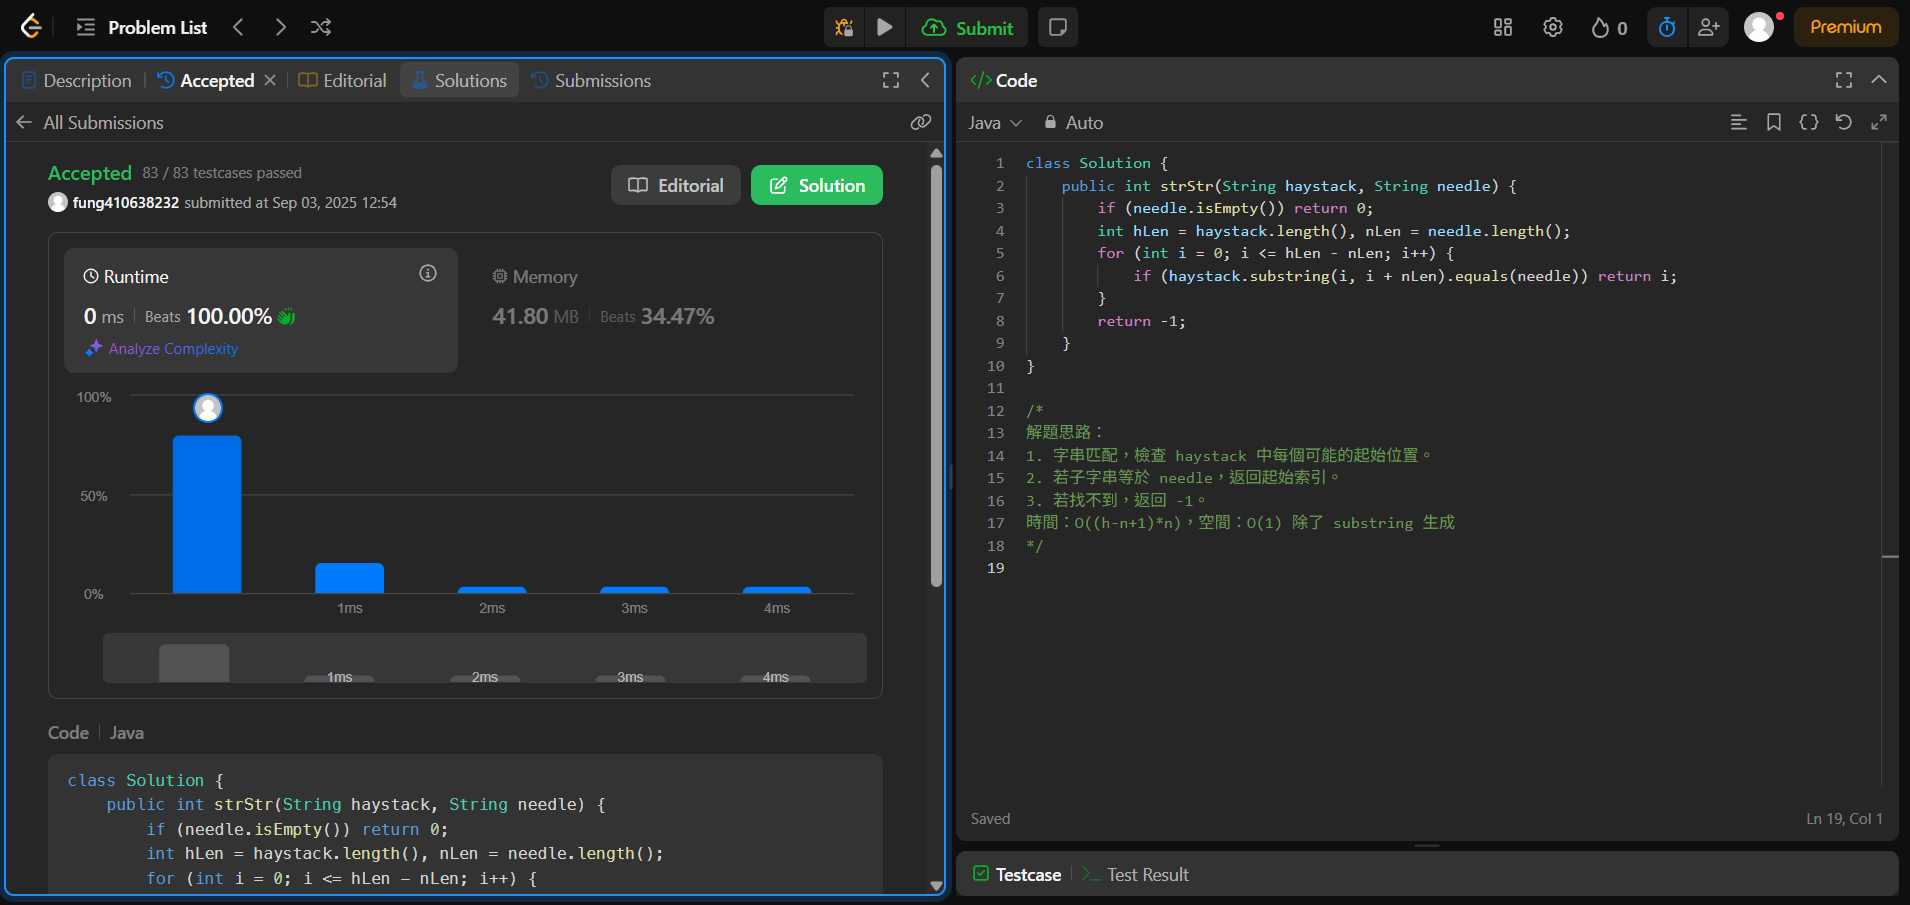 Problem List
Submit
0
Premium
Description
Accepted
Editorial
Solutions
Submissions
All Submissions
Accepted 83 / 83 testcases passed
fung410638232 submitted at Sep 03, 2025 12:54
Editorial
Solution
Runtime
0 ms Beats 100.00%
Analyze Complexity
Memory
41.80 MB Beats 34.47%
100%
50%
0%
1ms 2ms 3ms 4ms
1ms 2ms 3ms 4ms
Code Java
class Solution {
public int strStr(String haystack, String needle) {
if (needle.isEmpty()) return 0;
int hLen = haystack.length(), nLen = needle.length();
for (int i = 0; i <= hLen - nLen; i++) {
</> Code
Java
Auto
1 class Solution {
2 public int strStr(String haystack, String needle) {
3 if (needle.isEmpty()) return 0;
4 int hLen = haystack.length(), nLen = needle.length();
5 for (int i = 0; i <= hLen - nLen; i++) {
6 if (haystack.substring(i, i + nLen).equals(needle)) return i;
7 }
8 return -1;
9 }
10 }
11
12 /*
13 解題思路：
14 1. 字串匹配，檢查 haystack 中每個可能的起始位置。
15 2. 若子字串等於 needle，返回起始索引。
16 3. 若找不到，返回 -1。
17 時間：O((h-n+1)*n)，空間：O(1) 除了 substring 生成
18 */
19
Saved
Ln 19, Col 1
Testcase
Test Result